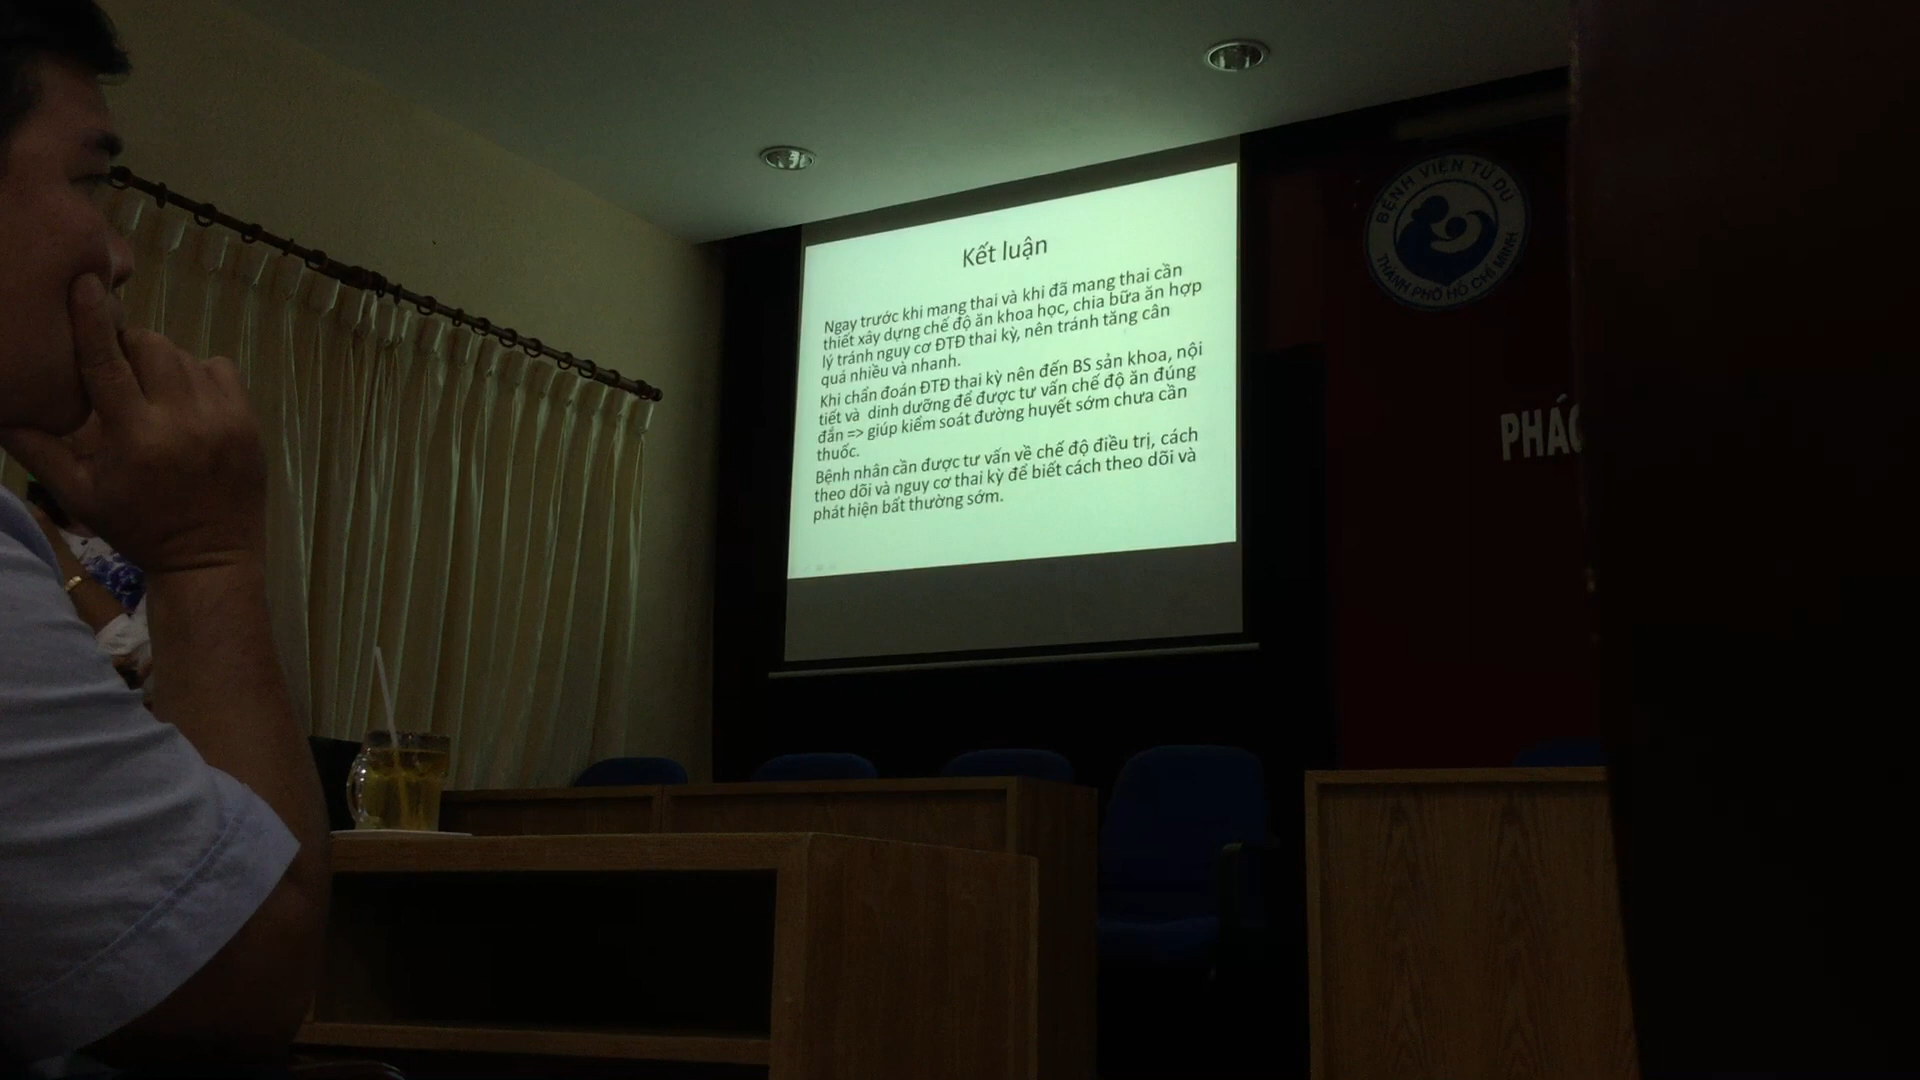 Kết luận
Ngay trước khi mang thai và khi đã mang thai cần
thiết xây dựng chế độ ăn khoa học, chia bữa ăn hợp
lý tránh nguy cơ ĐTĐ thai kỳ, nên tránh tăng cân
quá nhiều và nhanh.
Khi chẩn đoán ĐTĐ thai kỳ nên đến BS sản khoa, nội
tiết và dinh dưỡng để được tư vấn chế độ ăn đúng
đắn => giúp kiểm soát đường huyết sớm chưa cần
thuốc.
Bệnh nhân cần được tư vấn về chế độ điều trị, cách
theo dõi và nguy cơ thai kỳ để biết cách theo dõi và
phát hiện bất thường sớm.
BỆNH VIỆN TỪ DŨ
THÀNH PHỐ HỒ CHÍ MINH
PHÁC